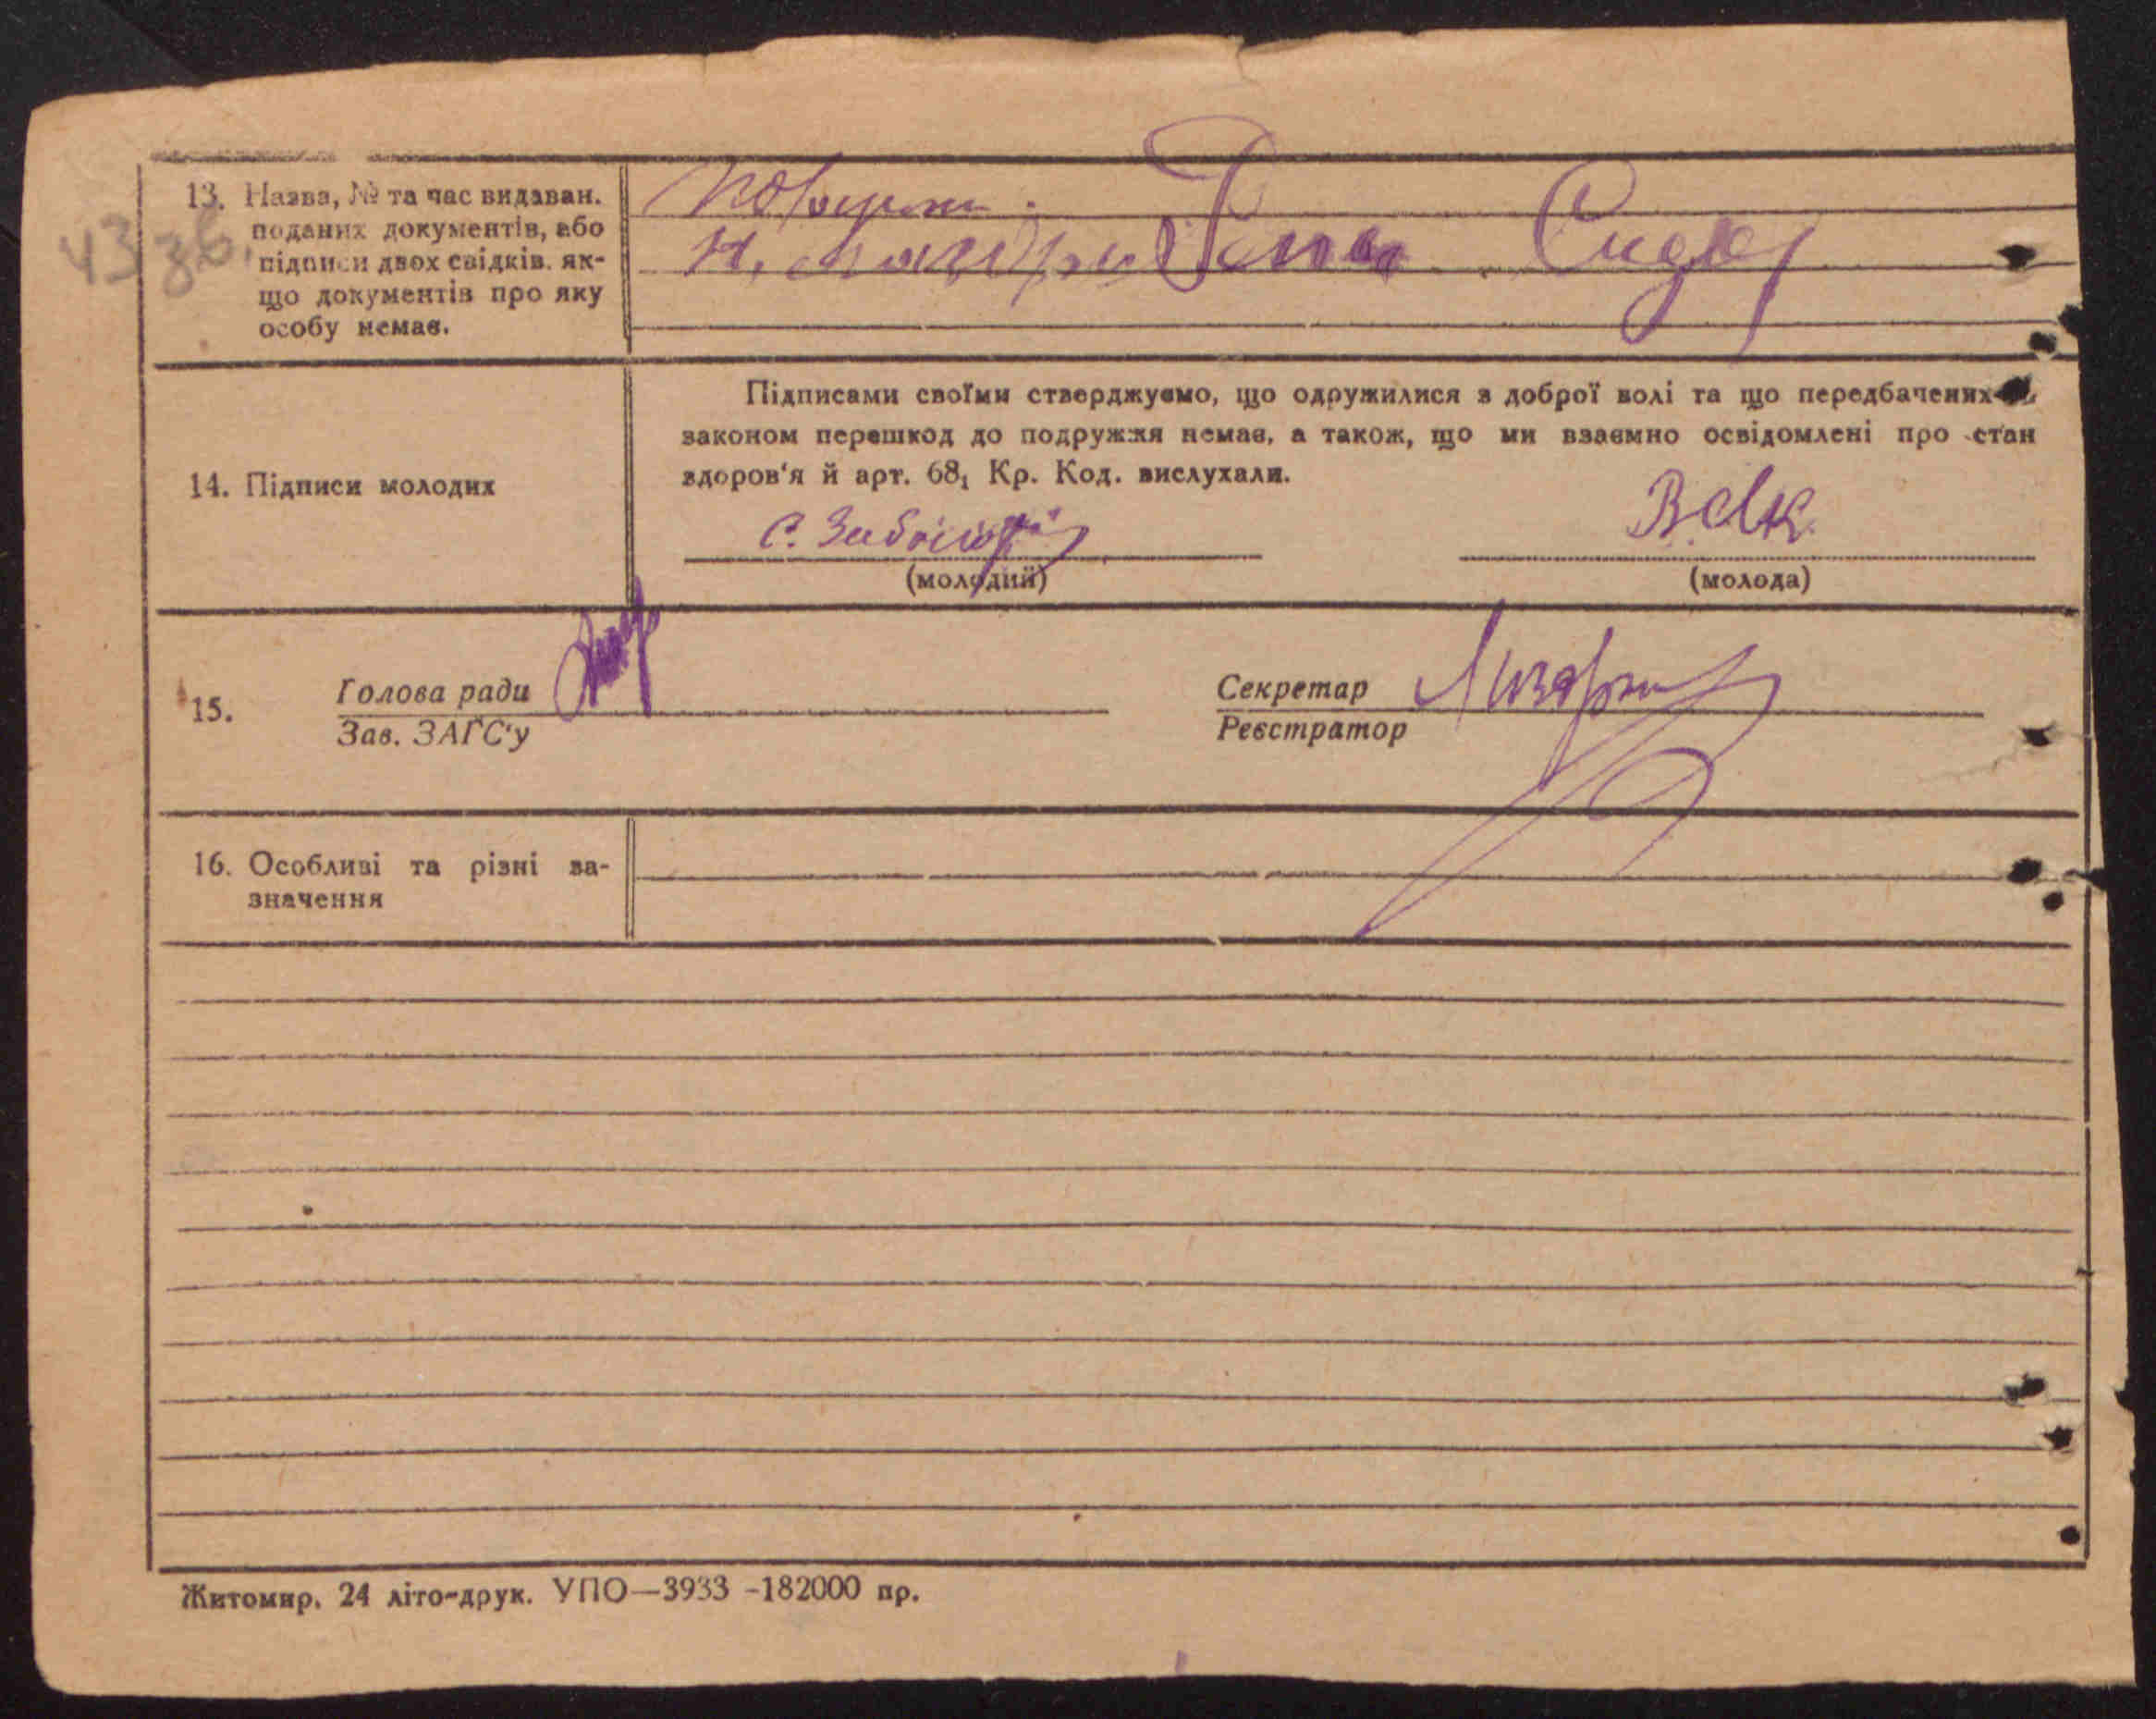 43 зв.
13. Назва, № та час видаван.
поданих документів, або
підписи двох свідків, як-
що документів про яку
особу немає.
14. Підписи молодих
Підписами своїми стверджуємо, що одружилися з доброї волі та що передбачених
законом перешкод до подружжя немає, а також, що ми взаємно освідомлені про стан
здоров'я й арт. 68₁ Кр. Код. вислухали.
С.
(молодий)
(молода)
15.
Голова ради
Зав. ЗАГС'у
Секретар
Реєстратор
16. Особливі та різні за-
значення
Житомир, 24 літо-друк. УПО—3933 -182000 пр.